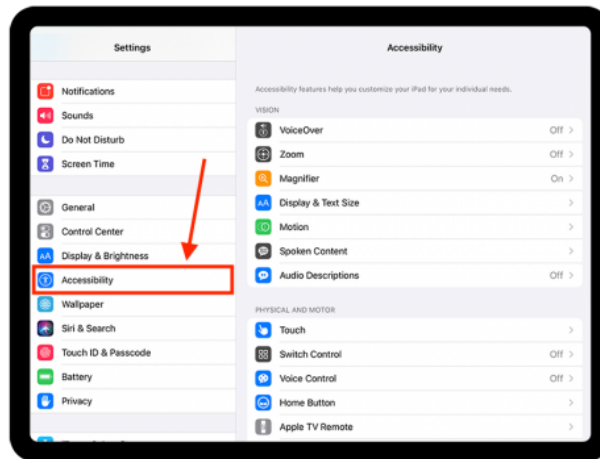 Settings
Notifications
Sounds
Do Not Disturb
Screen Time
General
Control Center
Display & Brightness
Accessibility
Wallpaper
Siri & Search
Touch ID & Passcode
Battery
Privacy
Accessibility
Accessibility features help you customize your iPad for your individual needs.
VISION
VoiceOver Off
Zoom Off
Magnifier On
Display & Text Size
Motion
Spoken Content
Audio Descriptions Off
PHYSICAL AND MOTOR
Touch
Switch Control Off
Voice Control Off
Home Button
Apple TV Remote